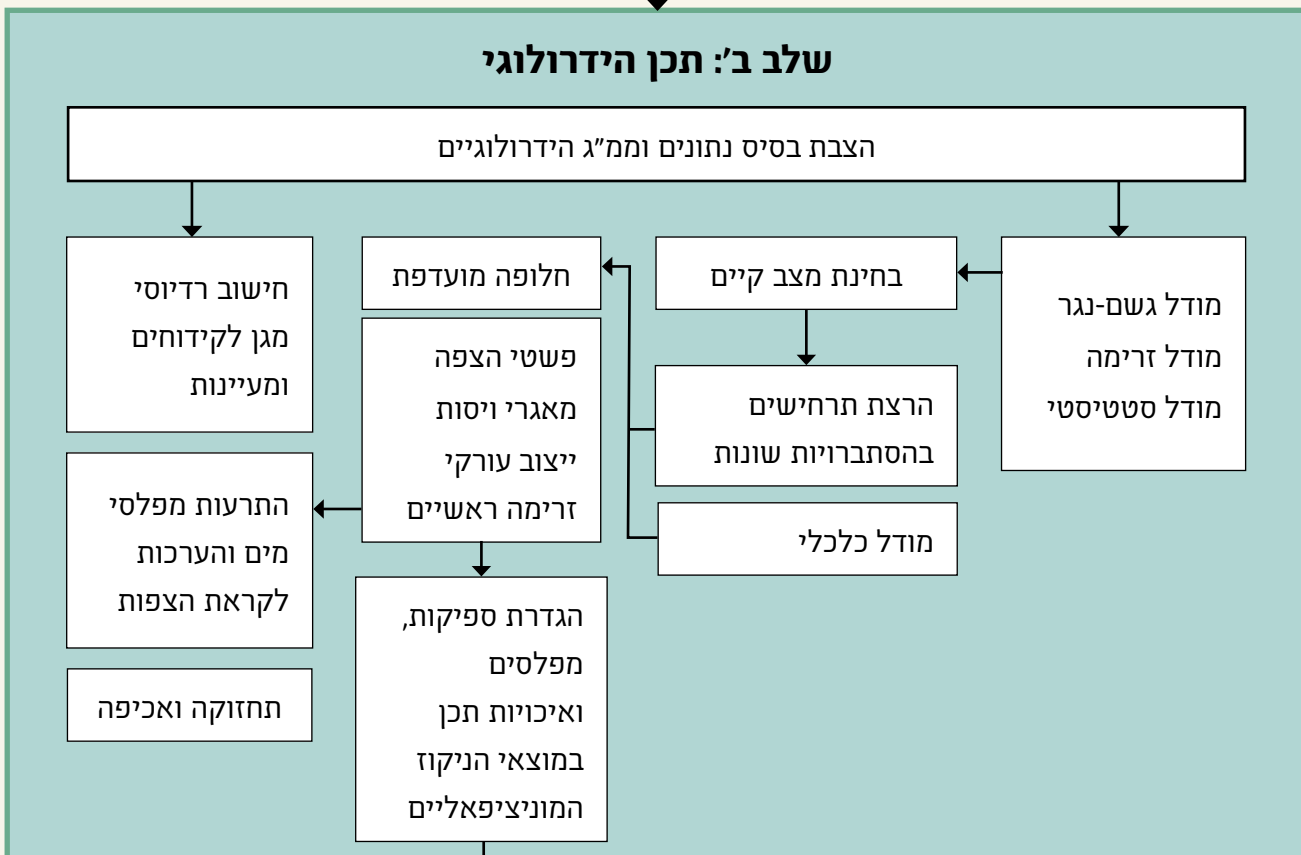 שלב ב': תכן הידרולוגי
הצבת בסיס נתונים וממ"ג הידרולוגיים
מודל גשם-נגר
מודל זרימה
מודל סטטיסטי
בחינת מצב קיים
הרצת תרחישים
בהסתברויות שונות
מודל כלכלי
חלופה מועדפת
פשטי הצפה
מאגרי ויסות
ייצוב עורקי
זרימה ראשיים
הגדרת ספיקות,
מפלסים
ואיכויות תכן
במוצאי הניקוז
המוניציפאליים
חישוב רדיוסי
מגן לקידוחים
ומעיינות
התרעות מפלסי
מים והערכות
לקראת הצפות
תחזוקה ואכיפה